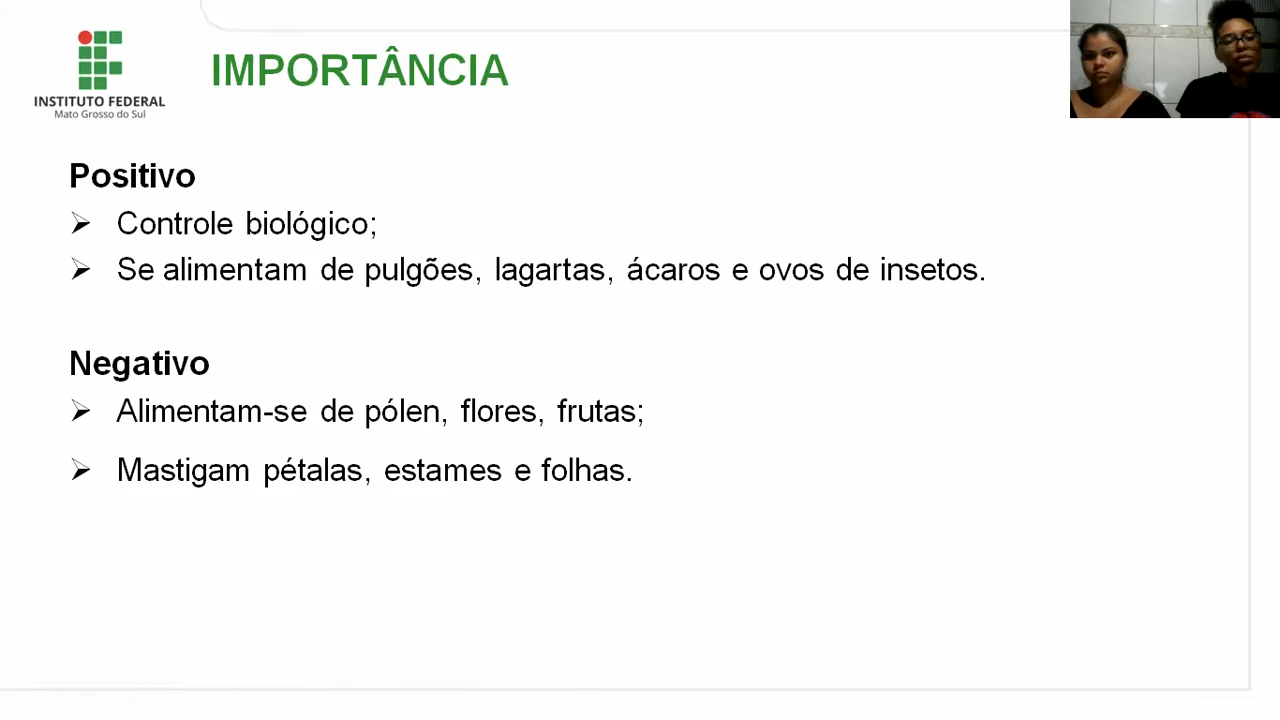 INSTITUTO FEDERAL
Mato Grosso do Sul
IMPORTÂNCIA
Positivo
➢ Controle biológico;
➢ Se alimentam de pulgões, lagartas, ácaros e ovos de insetos.
Negativo
➢ Alimentam-se de pólen, flores, frutas;
➢ Mastigam pétalas, estames e folhas.